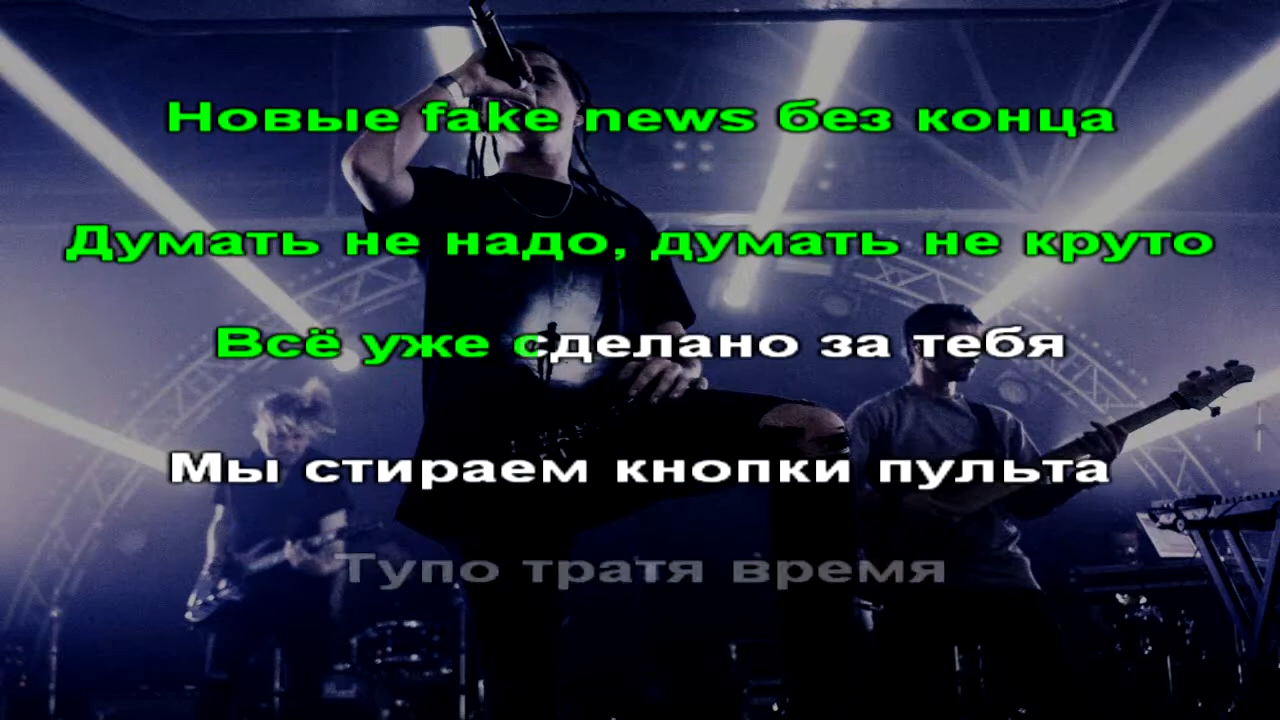 Новые fake news без конца
Думать не надо, думать не круто
Всё уже сделано за тебя
Мы стираем кнопки пульта
Тупо тратя время